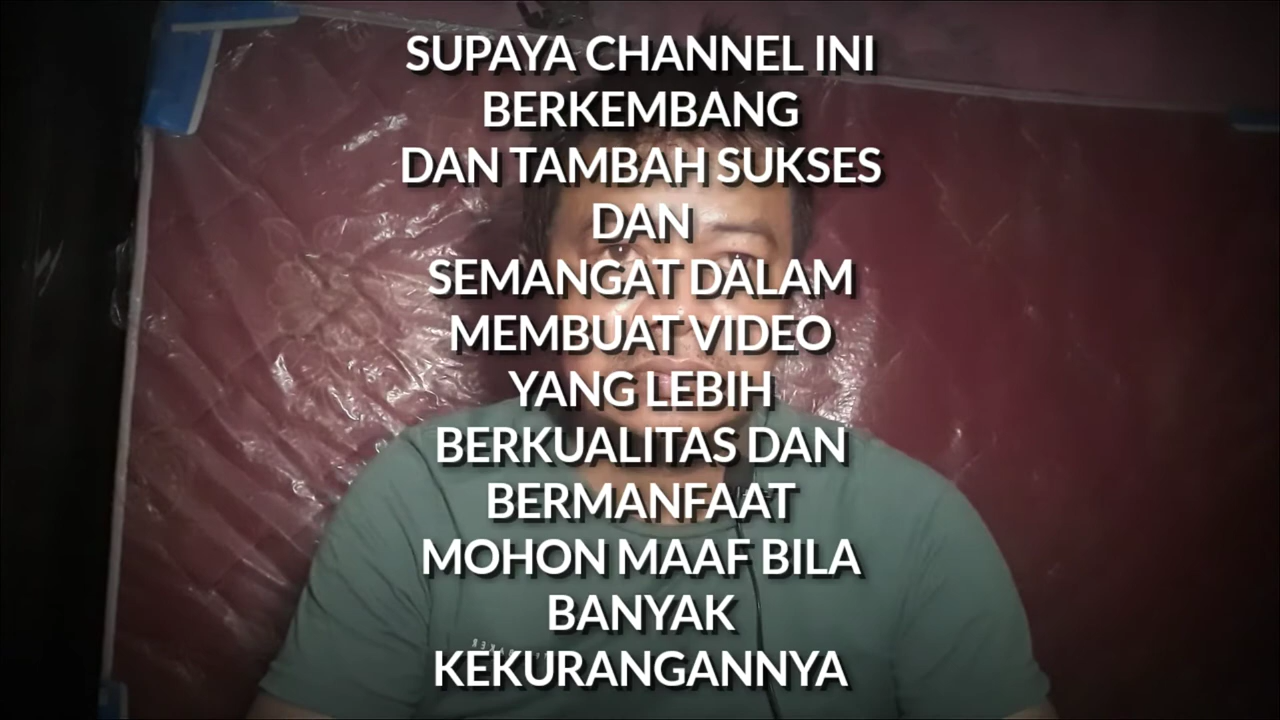 SUPAYA CHANNEL INI
BERKEMBANG
DAN TAMBAH SUKSES
DAN
SEMANGAT DALAM
MEMBUAT VIDEO
YANG LEBIH
BERKUALITAS DAN
BERMANFAAT
MOHON MAAF BILA
BANYAK
KEKURANGANNYA